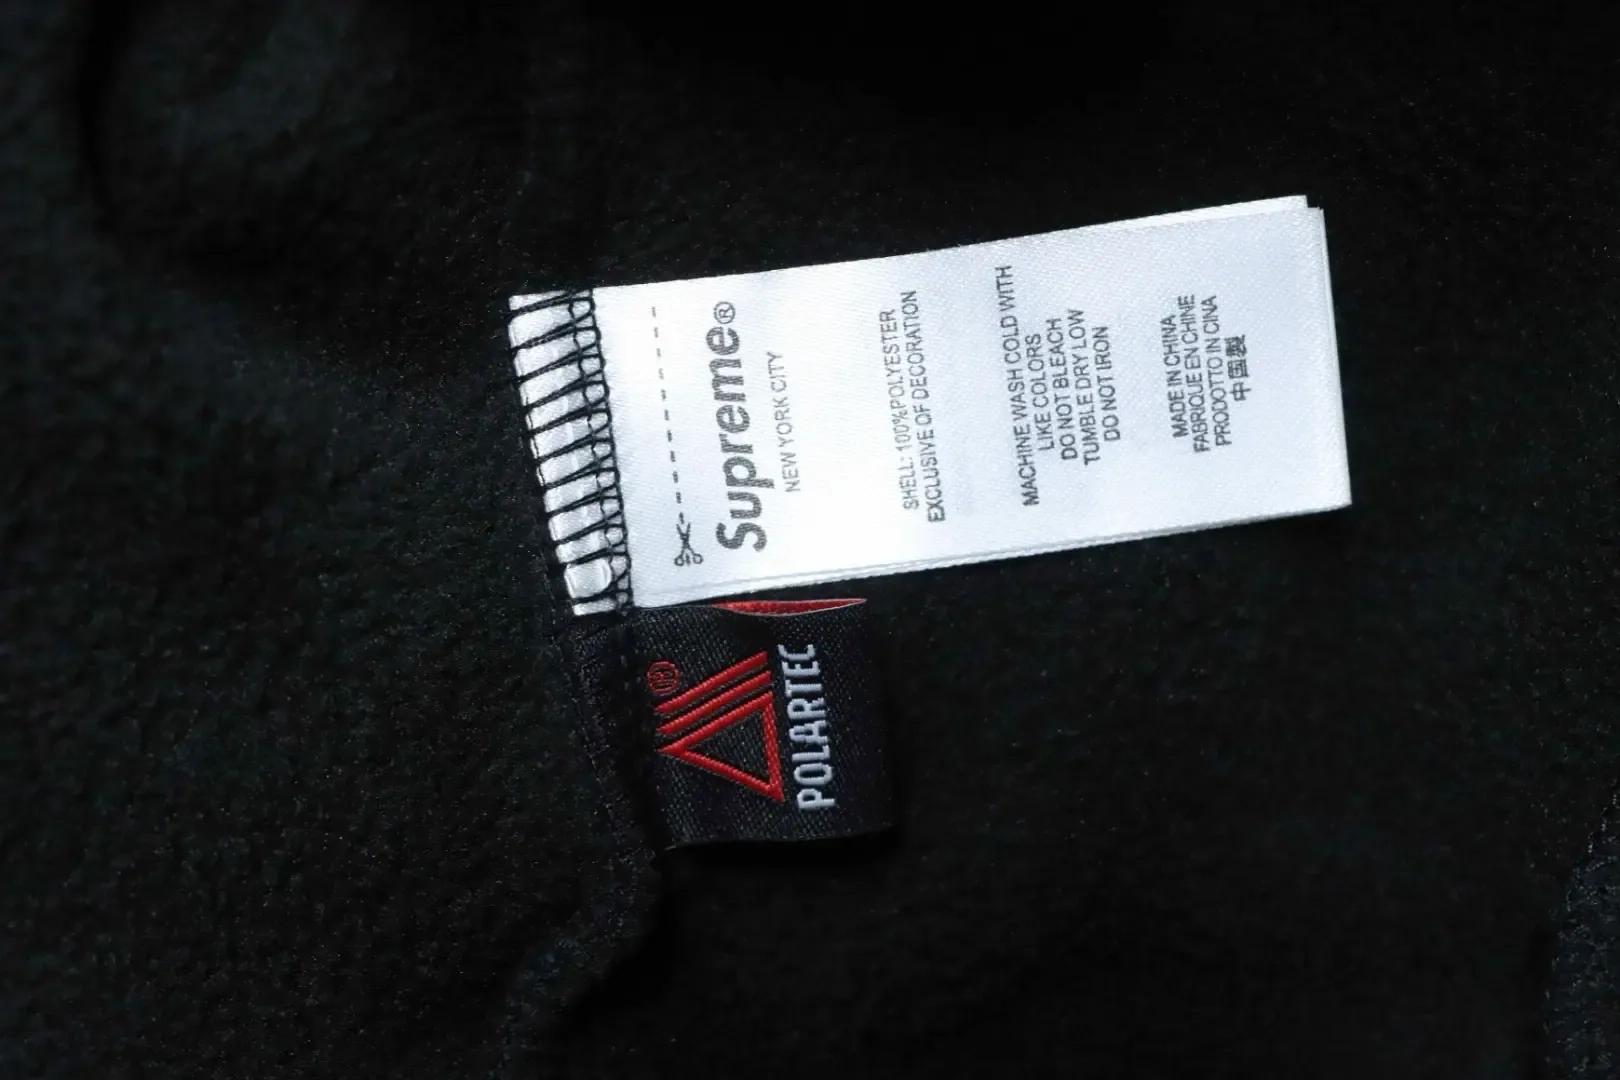 Supreme®
NEW YORK CITY
SHELL: 100%POLYESTER
EXCLUSIVE OF DECORATION
MACHINE WASH COLD WITH
LIKE COLORS
DO NOT BLEACH
TUMBLE DRY LOW
DO NOT IRON
MADE IN CHINA
FABRIQUE EN CHINE
PRODOTTO IN CINA
中国製
®
POLARTEC